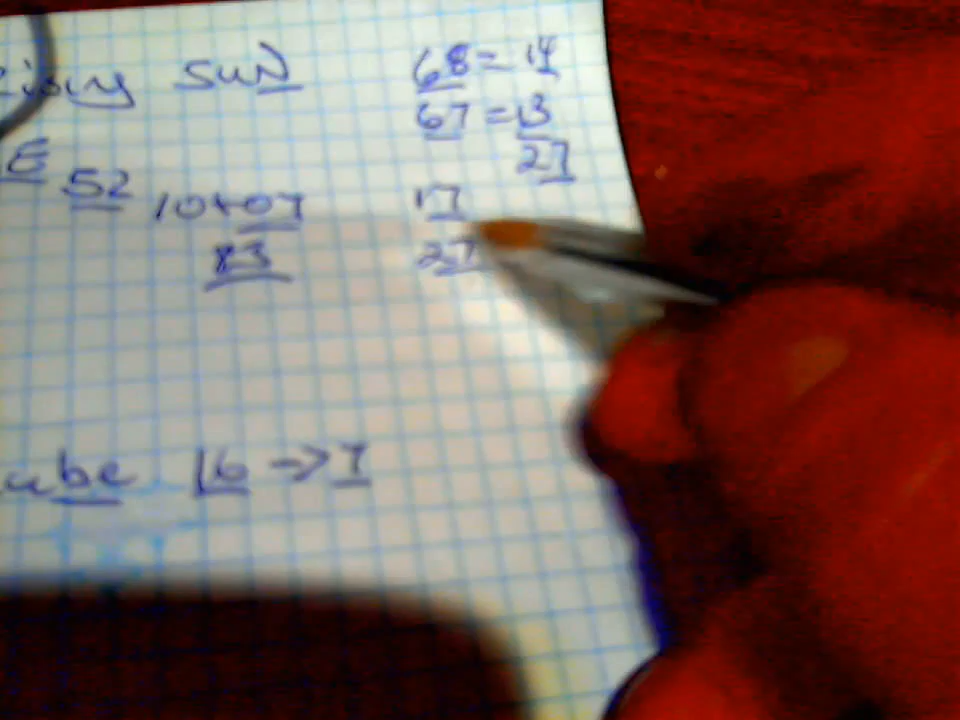 SuN 68 = 14
67 = 13
E 27
52 10+07 17
83 27
ube 16 -> 7